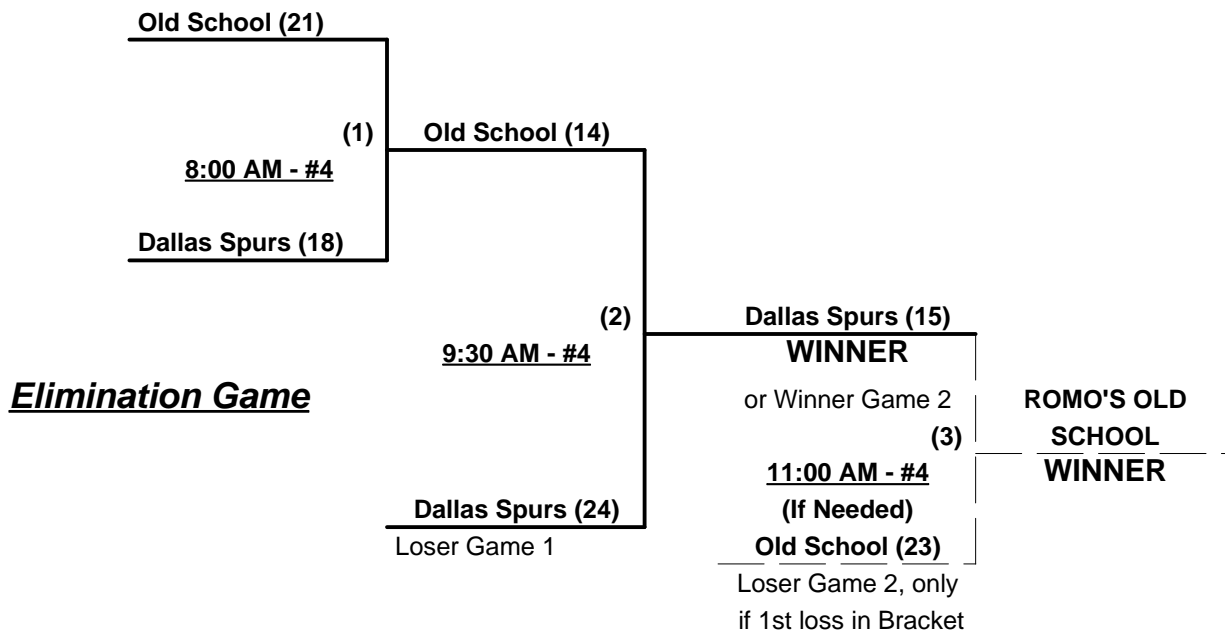 Old School (21)
(1)
Old School (14)
8:00 AM - #4
Dallas Spurs (18)
(2)
Dallas Spurs (15)
9:30 AM - #4
WINNER
Elimination Game
or Winner Game 2
ROMO'S OLD
(3)
SCHOOL
11:00 AM - #4
WINNER
(If Needed)
Dallas Spurs (24)
Loser Game 1
Old School (23)
Loser Game 2, only
if 1st loss in Bracket